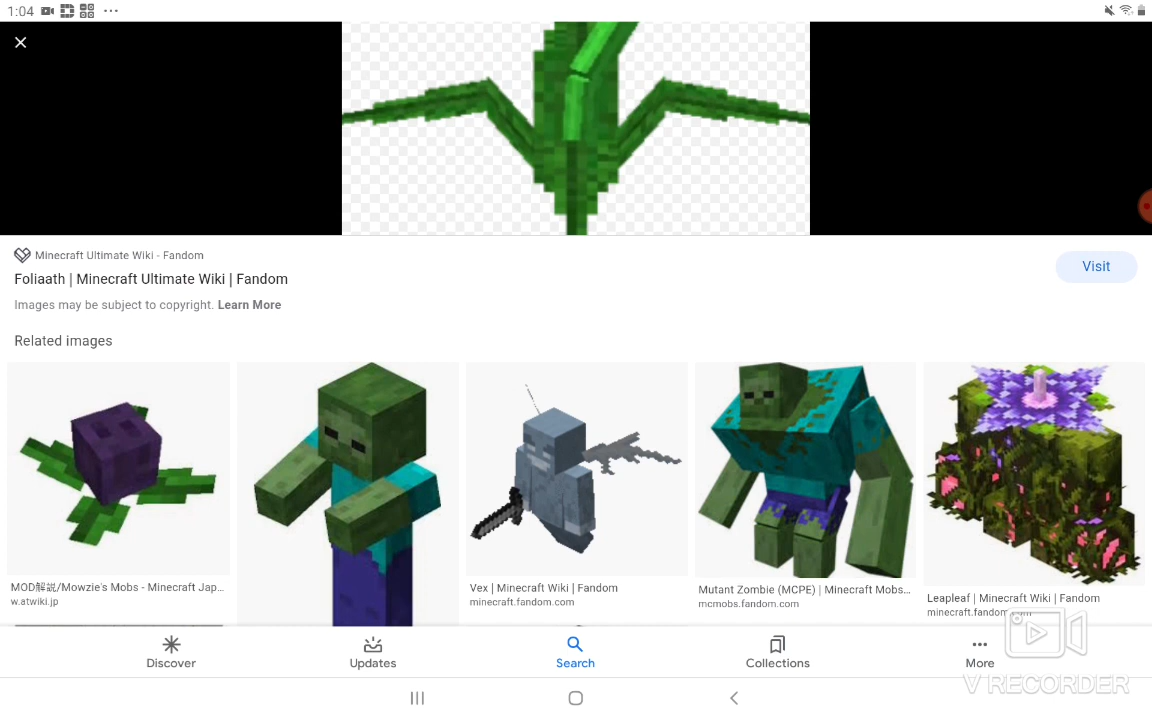 1:04
Minecraft Ultimate Wiki - Fandom
Foliaath | Minecraft Ultimate Wiki | Fandom
Visit
Images may be subject to copyright. Learn More
Related images
MOD解説/Mowzie's Mobs - Minecraft Jap...
w.atwiki.jp
Vex | Minecraft Wiki | Fandom
minecraft.fandom.com
Mutant Zombie (MCPE) | Minecraft Mobs...
mcmobs.fandom.com
Leapleaf | Minecraft Wiki | Fandom
minecraft.fandom.com
Discover
Updates
Search
Collections
More
V RECORDER